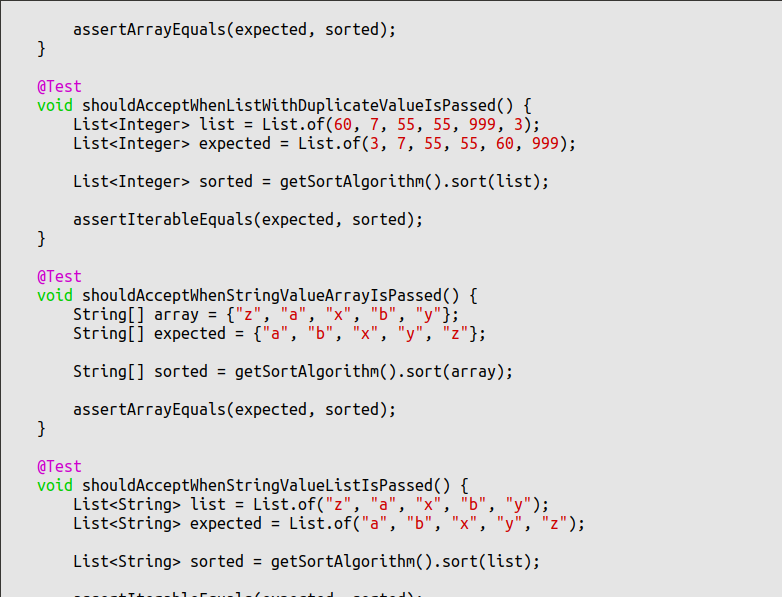 assertArrayEquals(expected, sorted);
}
@Test
void shouldAcceptWhenListWithDuplicateValueIsPassed() {
List<Integer> list = List.of(60, 7, 55, 55, 999, 3);
List<Integer> expected = List.of(3, 7, 55, 55, 60, 999);
List<Integer> sorted = getSortAlgorithm().sort(list);
assertIterableEquals(expected, sorted);
}
@Test
void shouldAcceptWhenStringValueArrayIsPassed() {
String[] array = {"z", "a", "x", "b", "y"};
String[] expected = {"a", "b", "x", "y", "z"};
String[] sorted = getSortAlgorithm().sort(array);
assertArrayEquals(expected, sorted);
}
@Test
void shouldAcceptWhenStringValueListIsPassed() {
List<String> list = List.of("z", "a", "x", "b", "y");
List<String> expected = List.of("a", "b", "x", "y", "z");
List<String> sorted = getSortAlgorithm().sort(list);
assertIterableEquals(expected, sorted);